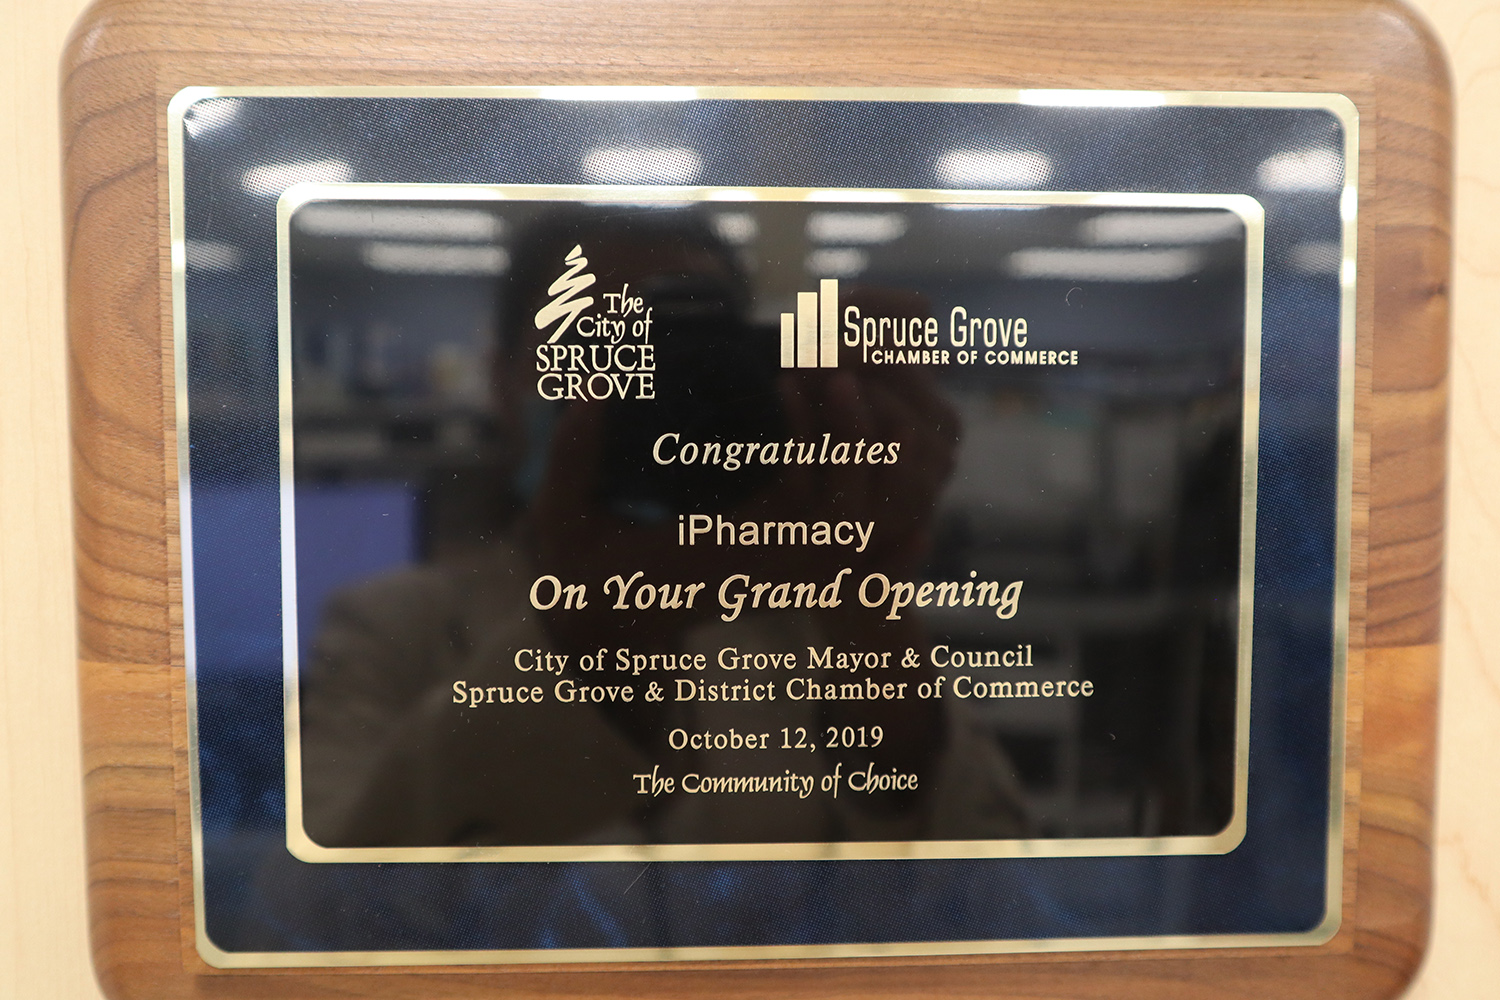 The
City of
SPRUCE
GROVE
Spruce Grove
CHAMBER OF COMMERCE
Congratulates
iPharmacy
On Your Grand Opening
City of Spruce Grove Mayor & Council
Spruce Grove & District Chamber of Commerce
October 12, 2019
The Community of Choice